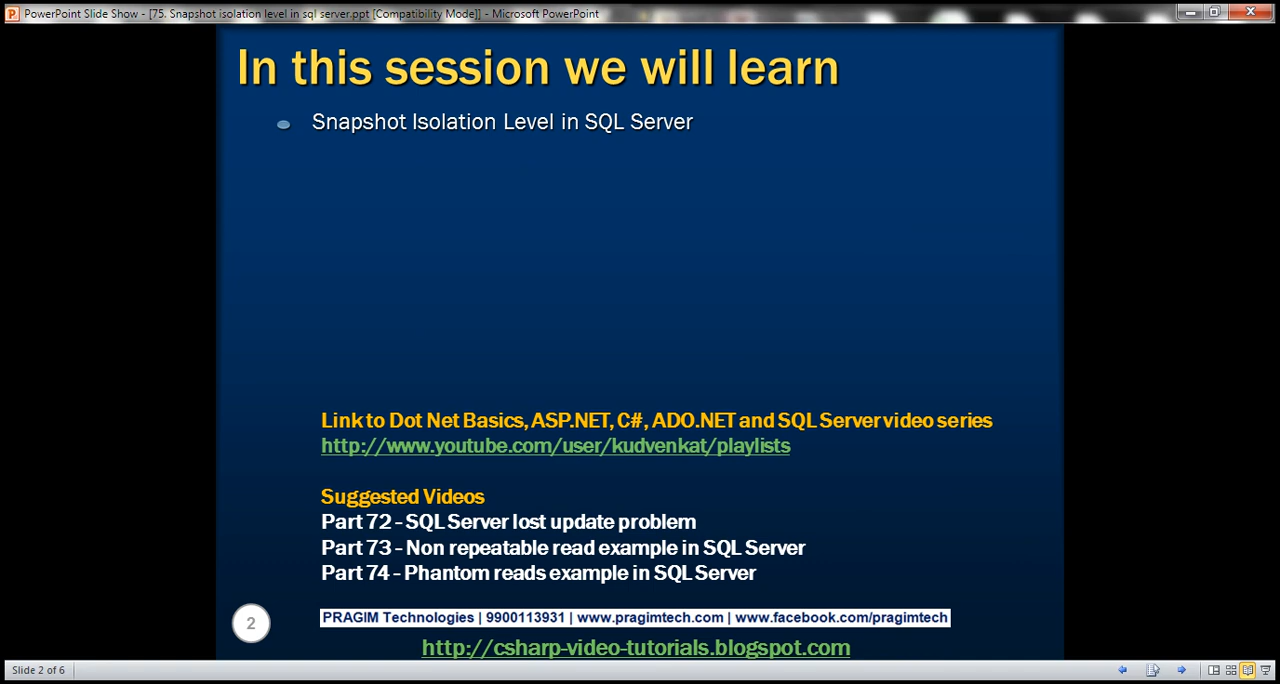 PowerPoint Slide Show - [75. Snapshot isolation level in sql server.ppt [Compatibility Mode]] - Microsoft PowerPoint
In this session we will learn
Snapshot Isolation Level in SQL Server
Link to Dot Net Basics, ASP.NET, C#, ADO.NET and SQL Server video series
http://www.youtube.com/user/kudvenkat/playlists
Suggested Videos
Part 72 - SQL Server lost update problem
Part 73 - Non repeatable read example in SQL Server
Part 74 - Phantom reads example in SQL Server
2
PRAGIM Technologies | 9900113931 | www.pragimtech.com | www.facebook.com/pragimtech
http://csharp-video-tutorials.blogspot.com
Slide 2 of 6